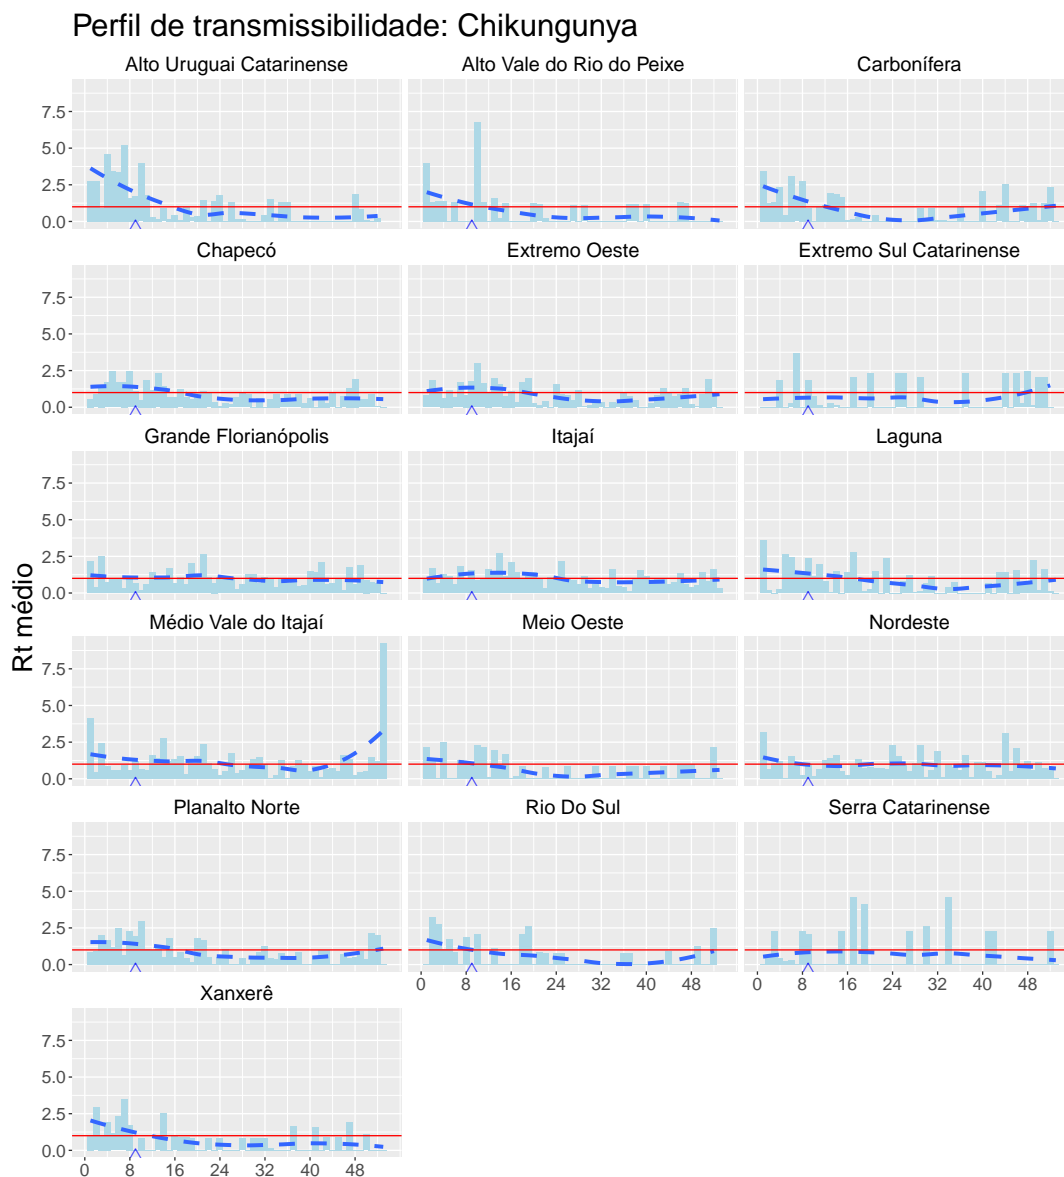 Perfil de transmissibilidade: Chikungunya
Alto Uruguai Catarinense
Alto Vale do Rio do Peixe
Carbonífera
7.5
5.0
2.5
0.0
Chapecó
Extremo Oeste
Extremo Sul Catarinense
7.5
5.0
2.5
0.0
Grande Florianópolis
Itajaí
Laguna
7.5
5.0
2.5
0.0
Rt médio
Médio Vale do Itajaí
Meio Oeste
Nordeste
7.5
5.0
2.5
0.0
Planalto Norte
Rio Do Sul
Serra Catarinense
7.5
5.0
2.5
0.0
0 8 16 24 32 40 48
0 8 16 24 32 40 48
Xanxerê
7.5
5.0
2.5
0.0
0 8 16 24 32 40 48